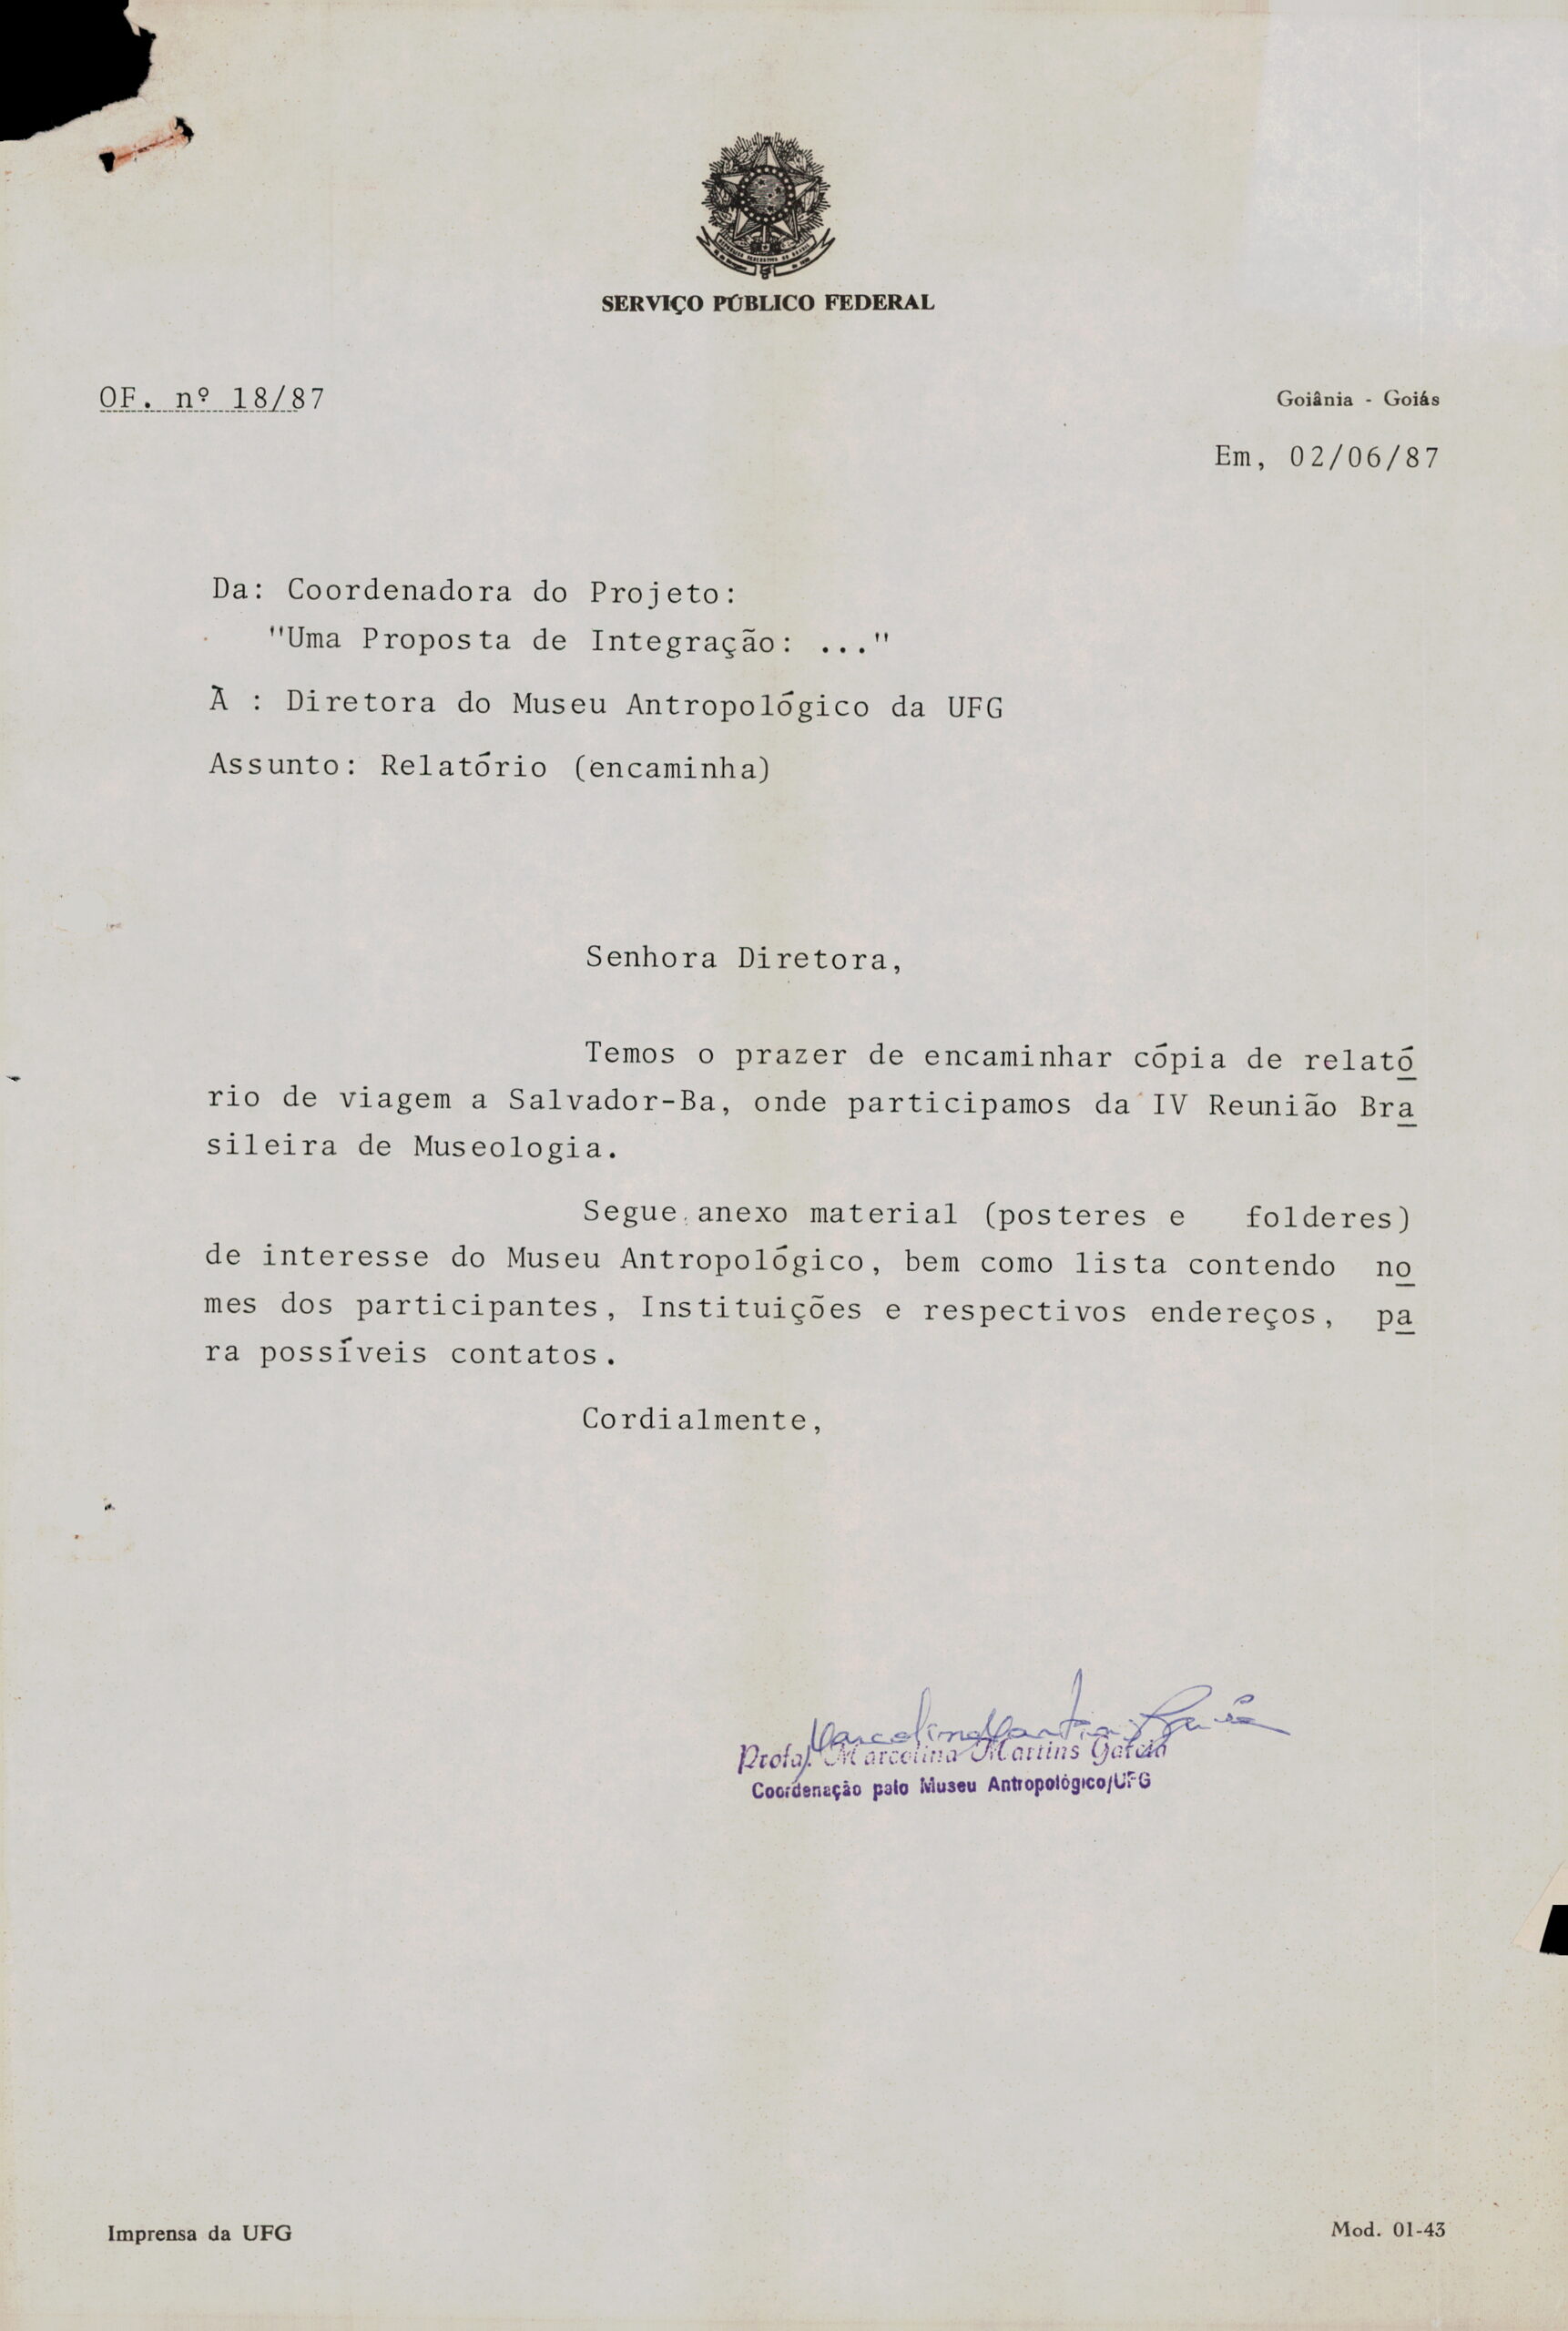 SERVIÇO PÚBLICO FEDERAL
OF. nº 18/87
Goiânia - Goiás
Em, 02/06/87
Da: Coordenadora do Projeto:
"Uma Proposta de Integração: ..."
À : Diretora do Museu Antropológico da UFG
Assunto: Relatório (encaminha)
Senhora Diretora,
Temos o prazer de encaminhar cópia de relató
rio de viagem a Salvador-Ba, onde participamos da IV Reunião Bra
sileira de Museologia.
Segue anexo material (posteres e folderes)
de interesse do Museu Antropológico, bem como lista contendo no
mes dos participantes, Instituições e respectivos endereços, pa
ra possíveis contatos.
Cordialmente,
Marcolina Martins Garcia
Profa. Marcolina Martins Garcia
Coordenação pelo Museu Antropológico/UFG
Imprensa da UFG
Mod. 01-43